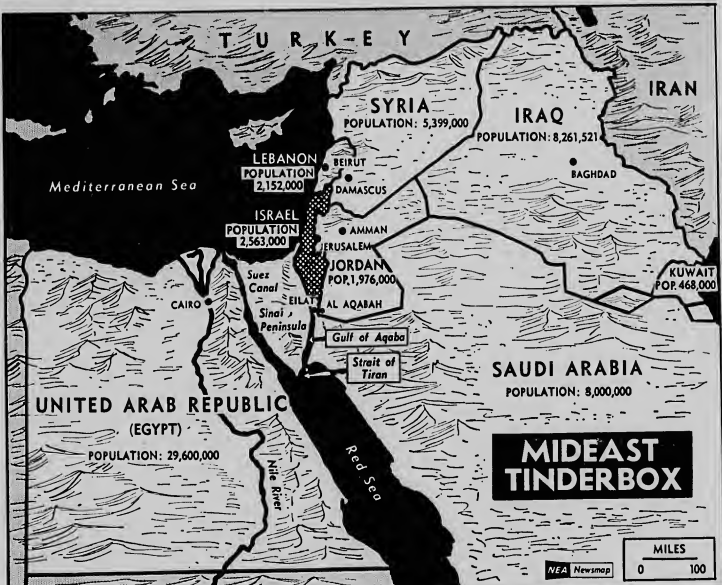 TURKEY
SYRIA
POPULATION: 5,399,000
IRAQ
POPULATION: 8,261,521
IRAN
LEBANON
POPULATION
2,152,000
BEIRUT
DAMASCUS
BAGHDAD
Mediterranean Sea
ISRAEL
POPULATION
2,563,000
AMMAN
JERUSALEM
JORDAN
POP. 1,976,000
KUWAIT
POP. 468,000
Suez
Canal
CAIRO
EILAT
AL AQABAH
Sinai
Peninsula
Gulf of Aqaba
Strait of
Tiran
SAUDI ARABIA
POPULATION: 8,000,000
UNITED ARAB REPUBLIC
(EGYPT)
POPULATION: 29,600,000
Nile River
Red Sea
MIDEAST
TINDERBOX
NEA Newsmap
MILES
0 100